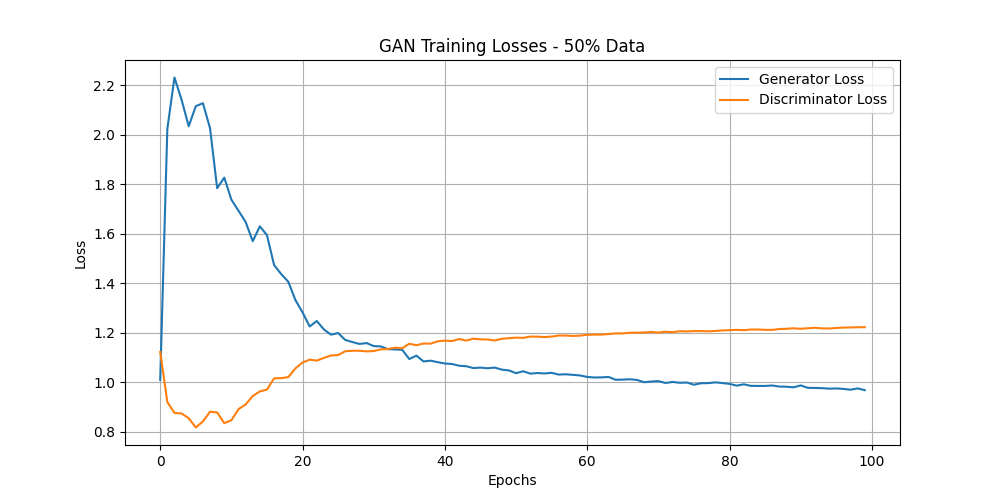 GAN Training Losses - 50% Data
Generator Loss
Discriminator Loss
2.2
2.0
1.8
1.6
1.4
1.2
1.0
0.8
Loss
0 20 40 60 80 100
Epochs